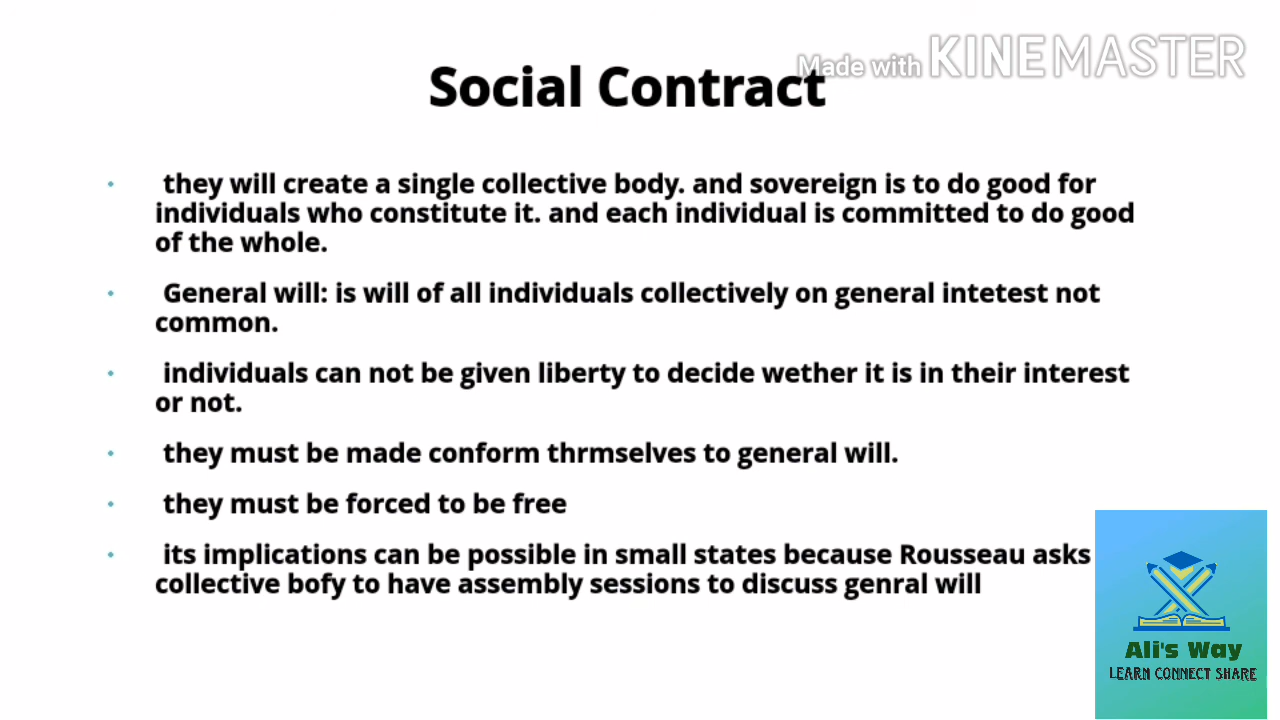 Made with KINEMASTER
Social Contract
they will create a single collective body. and sovereign is to do good for
individuals who constitute it. and each individual is committed to do good
of the whole.
General will: is will of all individuals collectively on general intetest not
common.
individuals can not be given liberty to decide wether it is in their interest
or not.
they must be made conform thrmselves to general will.
they must be forced to be free
its implications can be possible in small states because Rousseau asks
collective bofy to have assembly sessions to discuss genral will
Ali's Way
LEARN CONNECT SHARE